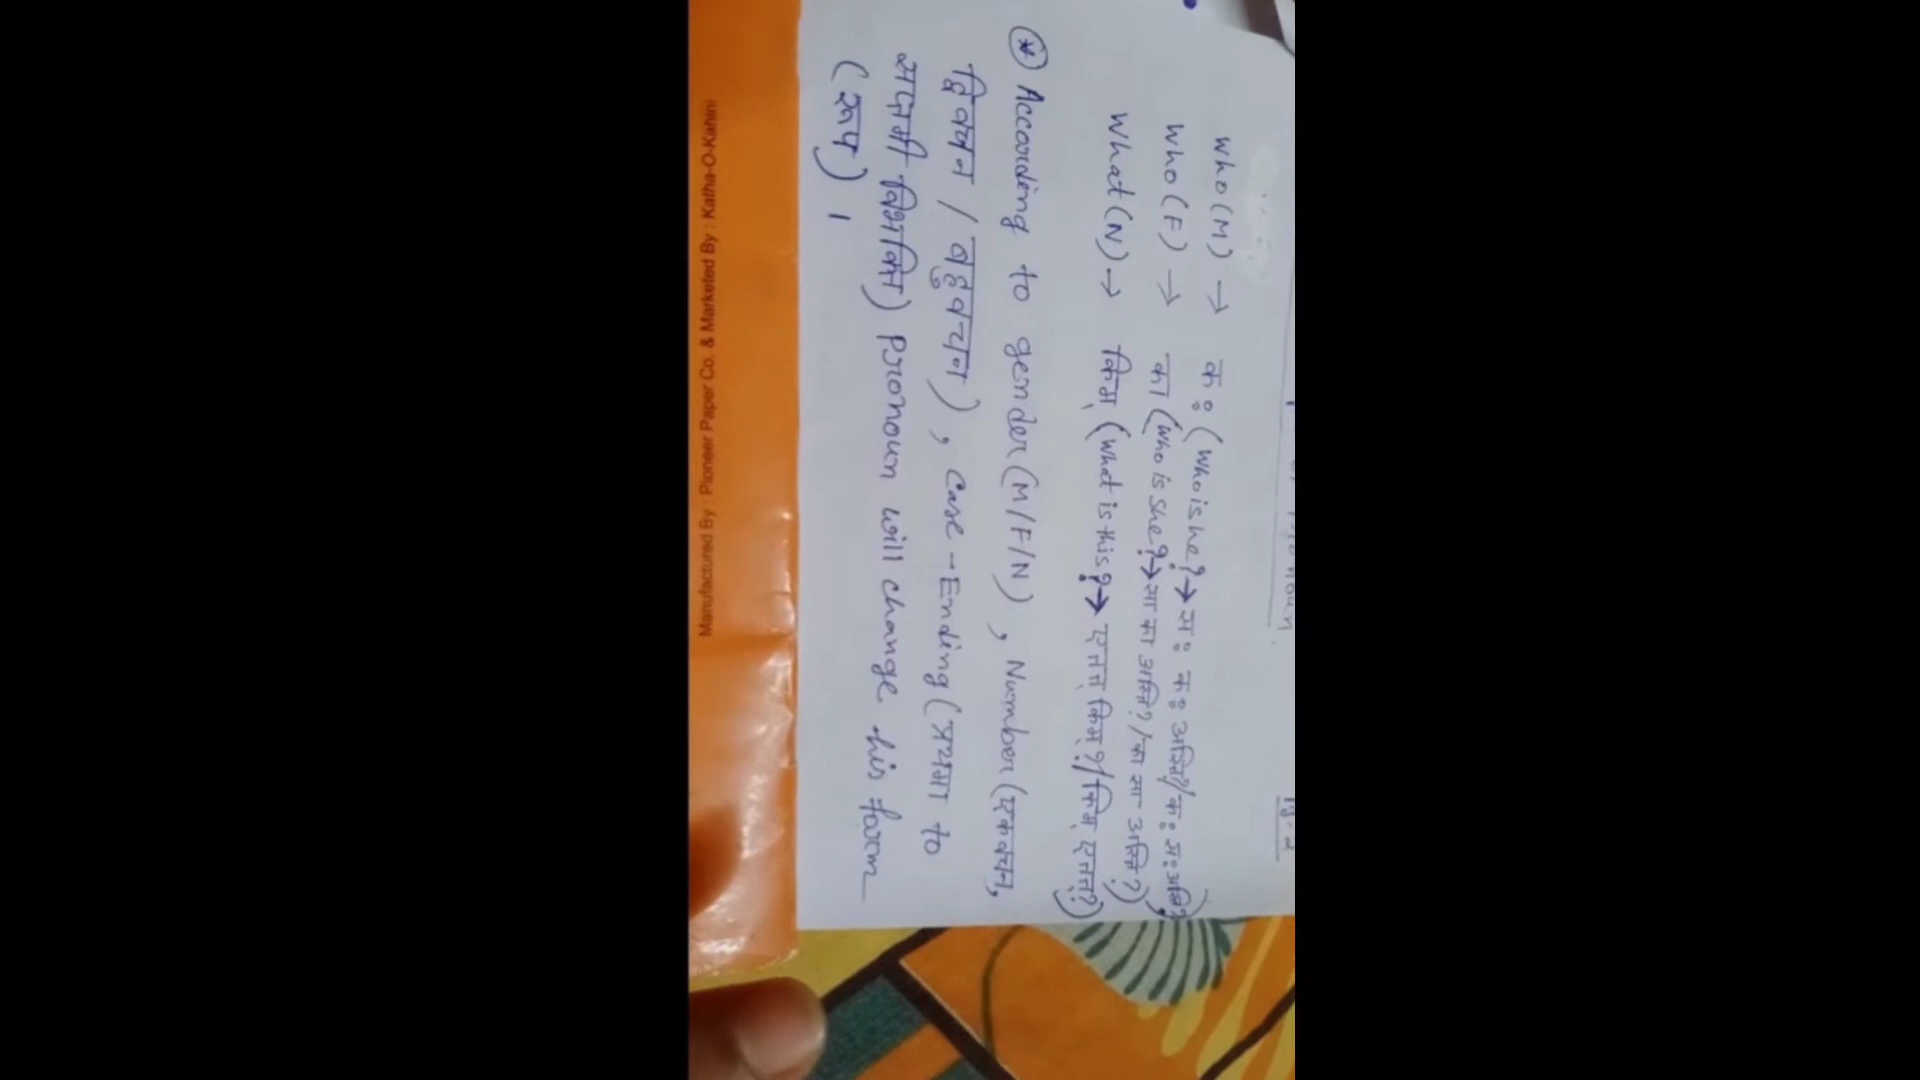 Pg-2
Who (M) → कः (Who is he? → सः कः अस्ति? / कः सः अस्ति?)
Who (F) → का (Who is she? → सा का अस्ति? / का सा अस्ति?),
What (N) → किम् (What is this? → एतत् किम्? / किम् एतत्?)
* According to gender (M/F/N), Number (एकवचन,
द्विवचन / बहुवचन), Case-Ending (प्रथमा to
सप्तमी विभक्ति) Pronoun will change his form
(रूप) ।
Manufactured By : Pioneer Paper Co. & Marketed By : Katha-O-Kahini